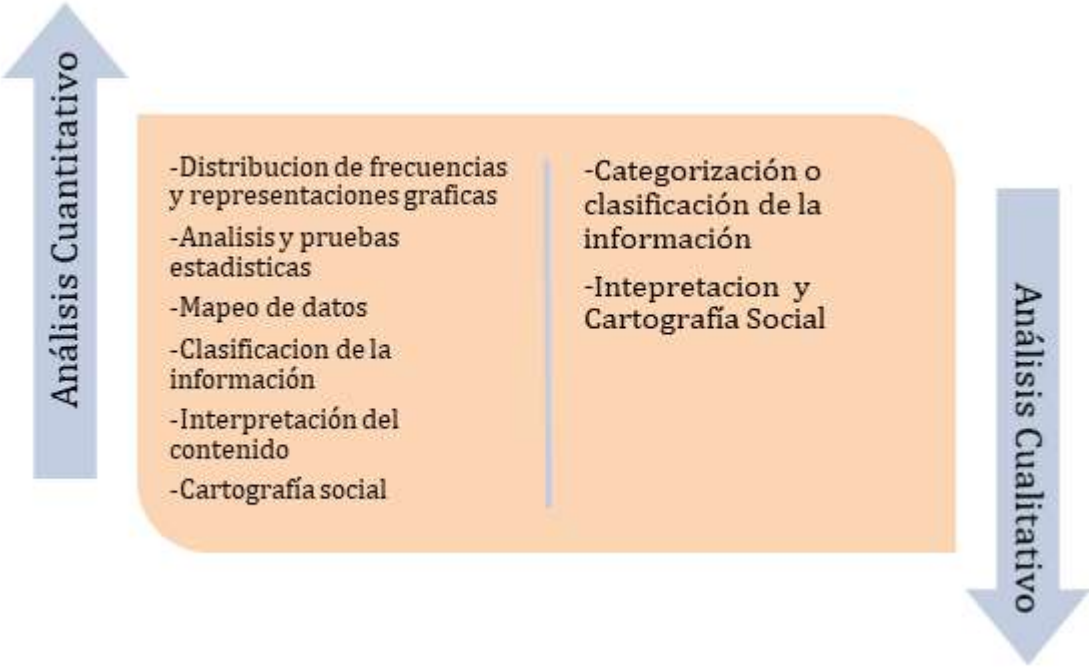 Análisis Cuantitativo
-Distribucion de frecuencias
y representaciones graficas
-Analisis y pruebas
estadisticas
-Mapeo de datos
-Clasificacion de la
información
-Interpretación del
contenido
-Cartografía social
-Categorización o
clasificación de la
información
-Intepretacion y
Cartografía Social
Análisis Cualitativo